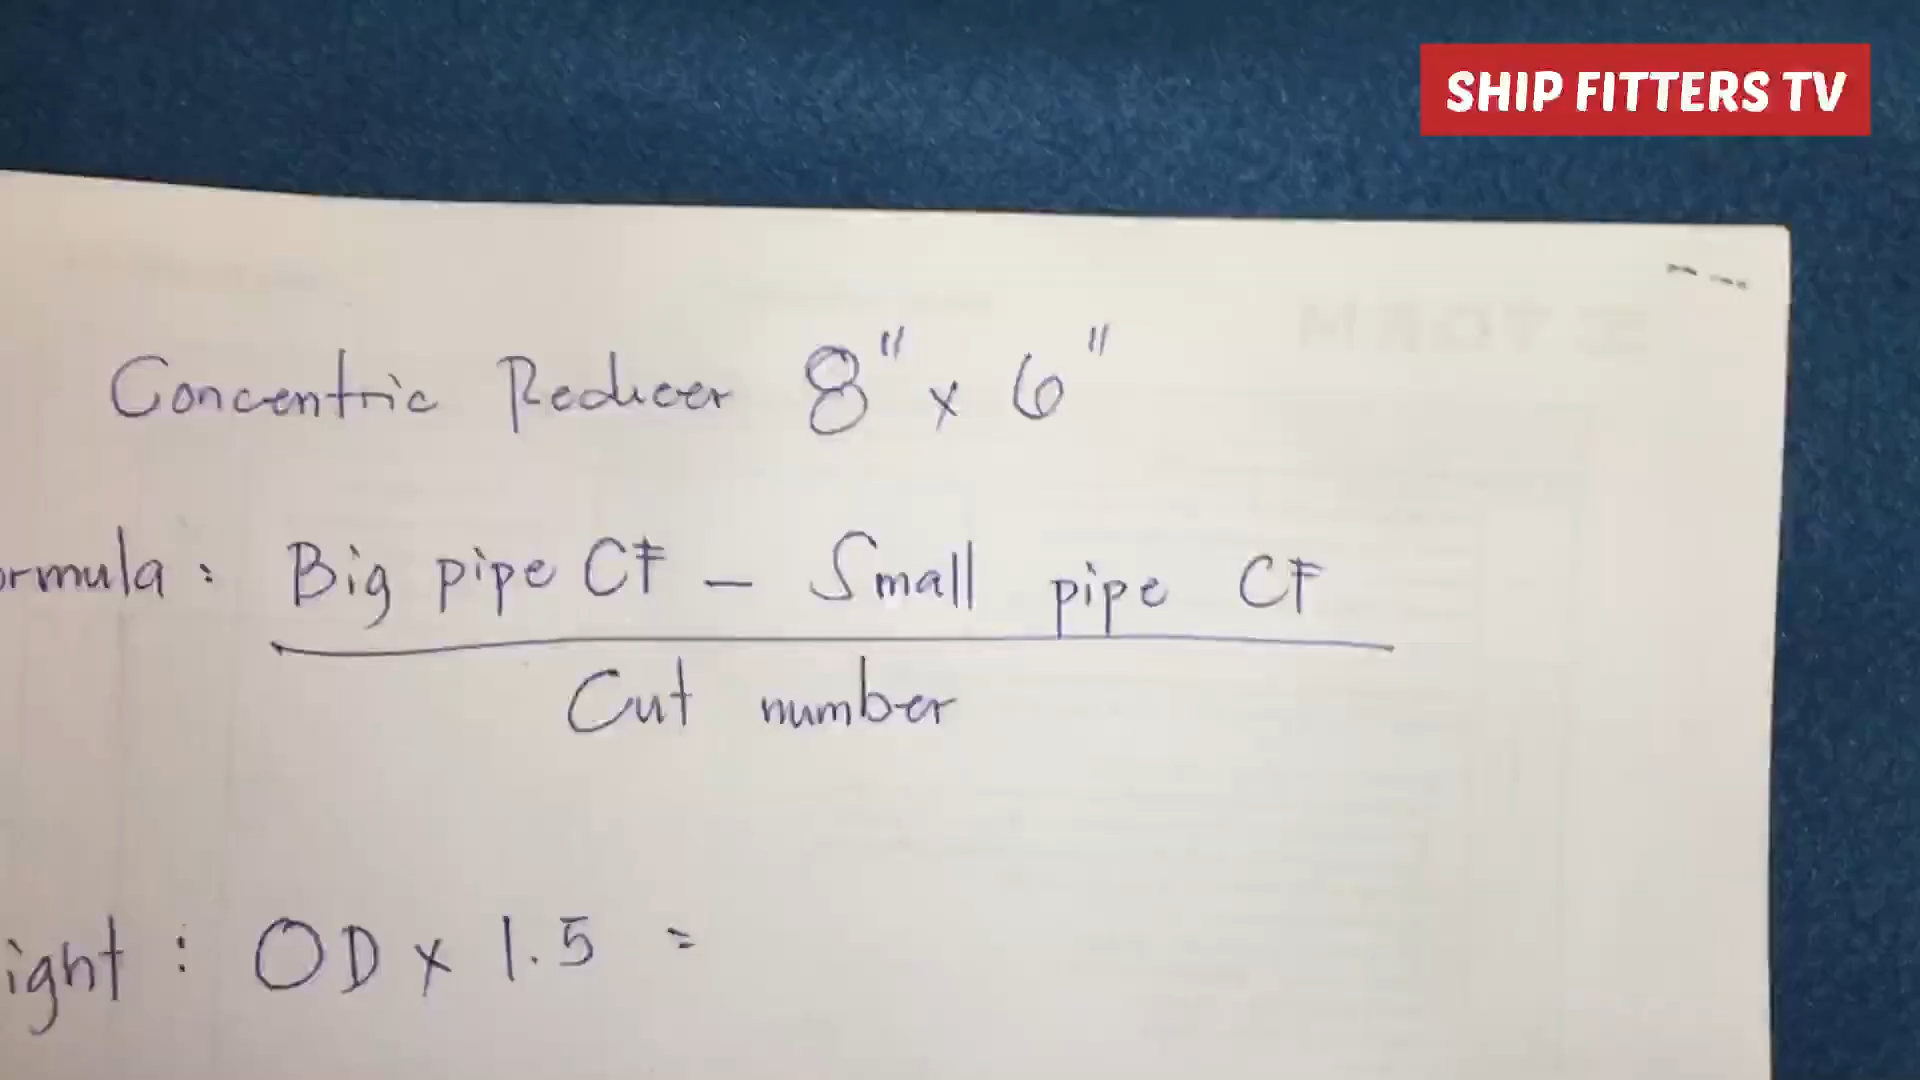 SHIP FITTERS TV
Concentric Reducer 8" x 6"
ormula : Big pipe CF - Small pipe CF
Cut number
ight : OD x 1.5 =